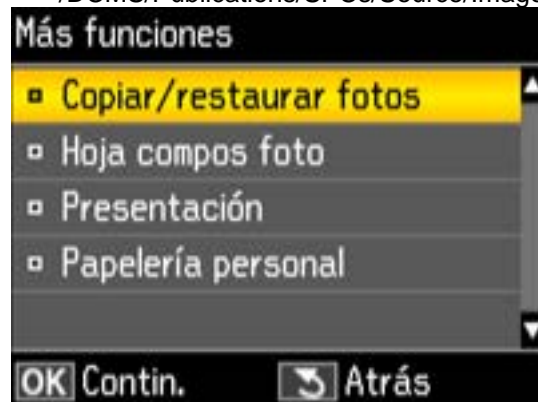 Más funciones
Copiar/restaurar fotos
Hoja compos foto
Presentación
Papelería personal
OK Contin. Atrás